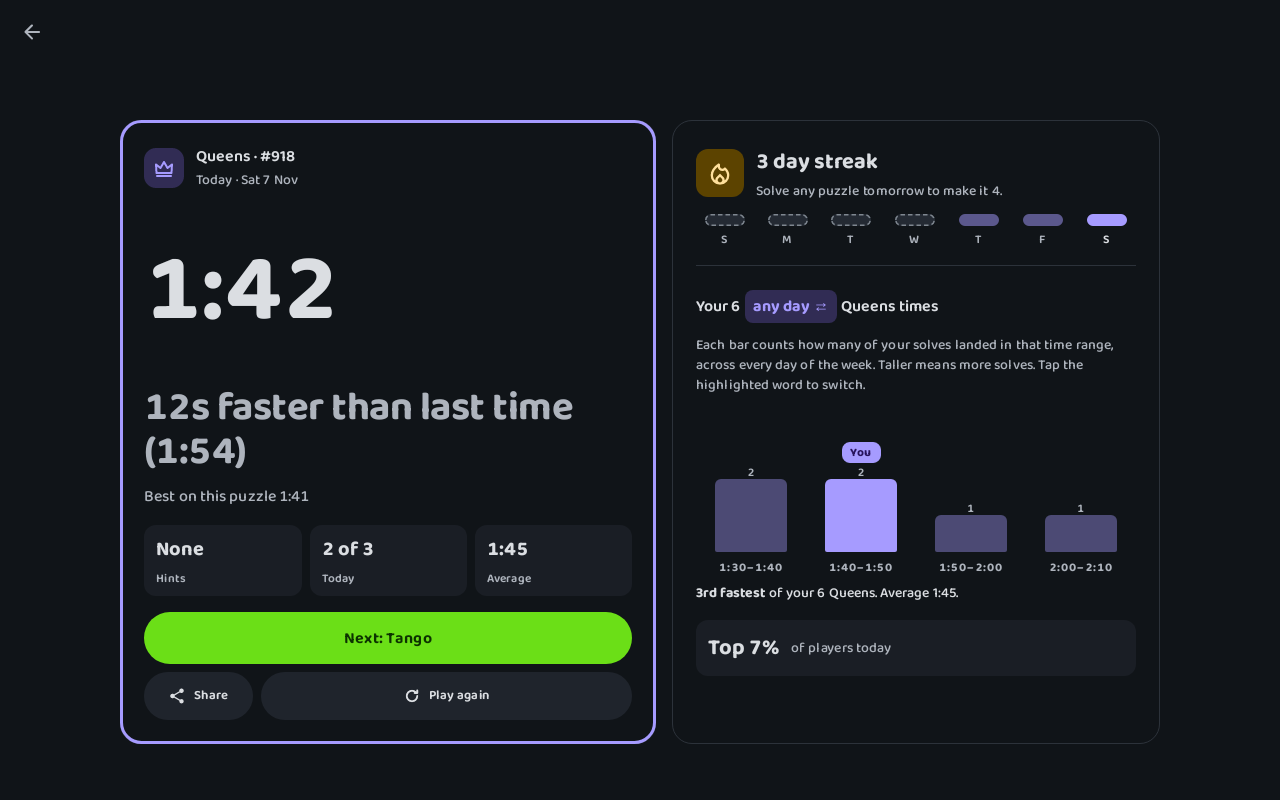 Queens · #918
Today · Sat 7 Nov
1:42
12s faster than last time
(1:54)
Best on this puzzle 1:41
None
Hints
2 of 3
Today
1:45
Average
Next: Tango
Share
Play again
3 day streak
Solve any puzzle tomorrow to make it 4.
S M T W T F S
Your 6 any day Queens times
Each bar counts how many of your solves landed in that time range,
across every day of the week. Taller means more solves. Tap the
highlighted word to switch.
You
2 2 1 1
1:30–1:40 1:40–1:50 1:50–2:00 2:00–2:10
3rd fastest of your 6 Queens. Average 1:45.
Top 7% of players today